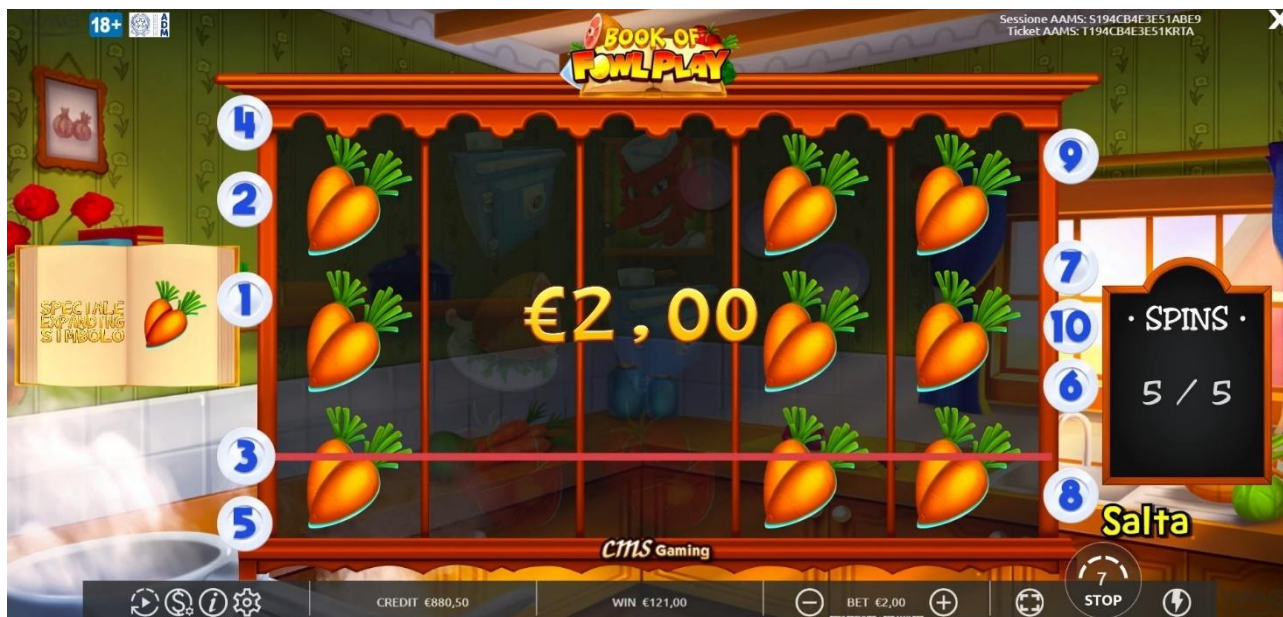 18+
ADM
Sessione AAMS: S194CB4E3E51ABE9
Ticket AAMS: T194CB4E3E51KRTA
X
BOOK OF
FOWL PLAY
4
2
1
3
5
9
7
10
6
8
SPECIALE
EXPANDING
SIMBOLO
€2,00
· SPINS ·
5 / 5
Salta
CMS Gaming
CREDIT €880,50
WIN €121,00
BET €2,00
7
STOP